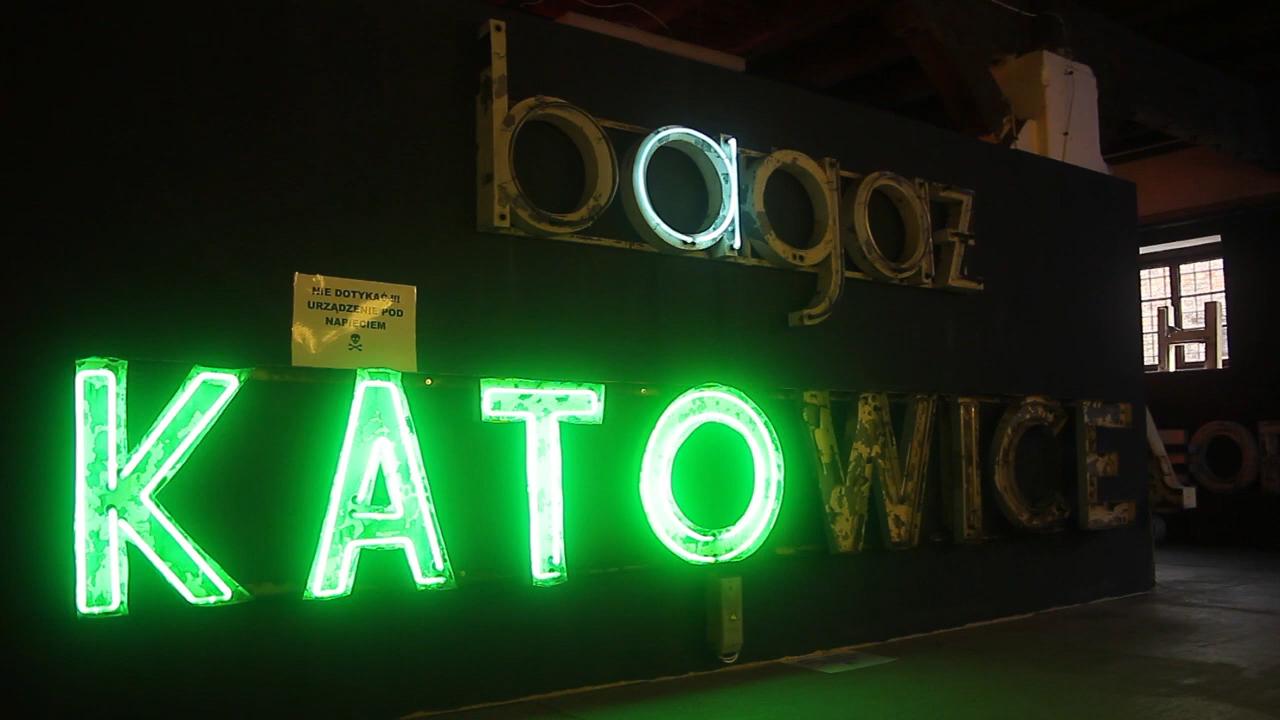 bagaż
NIE DOTYKAĆ !!!
URZĄDZENIE POD
NAPIĘCIEM
KATOWICE